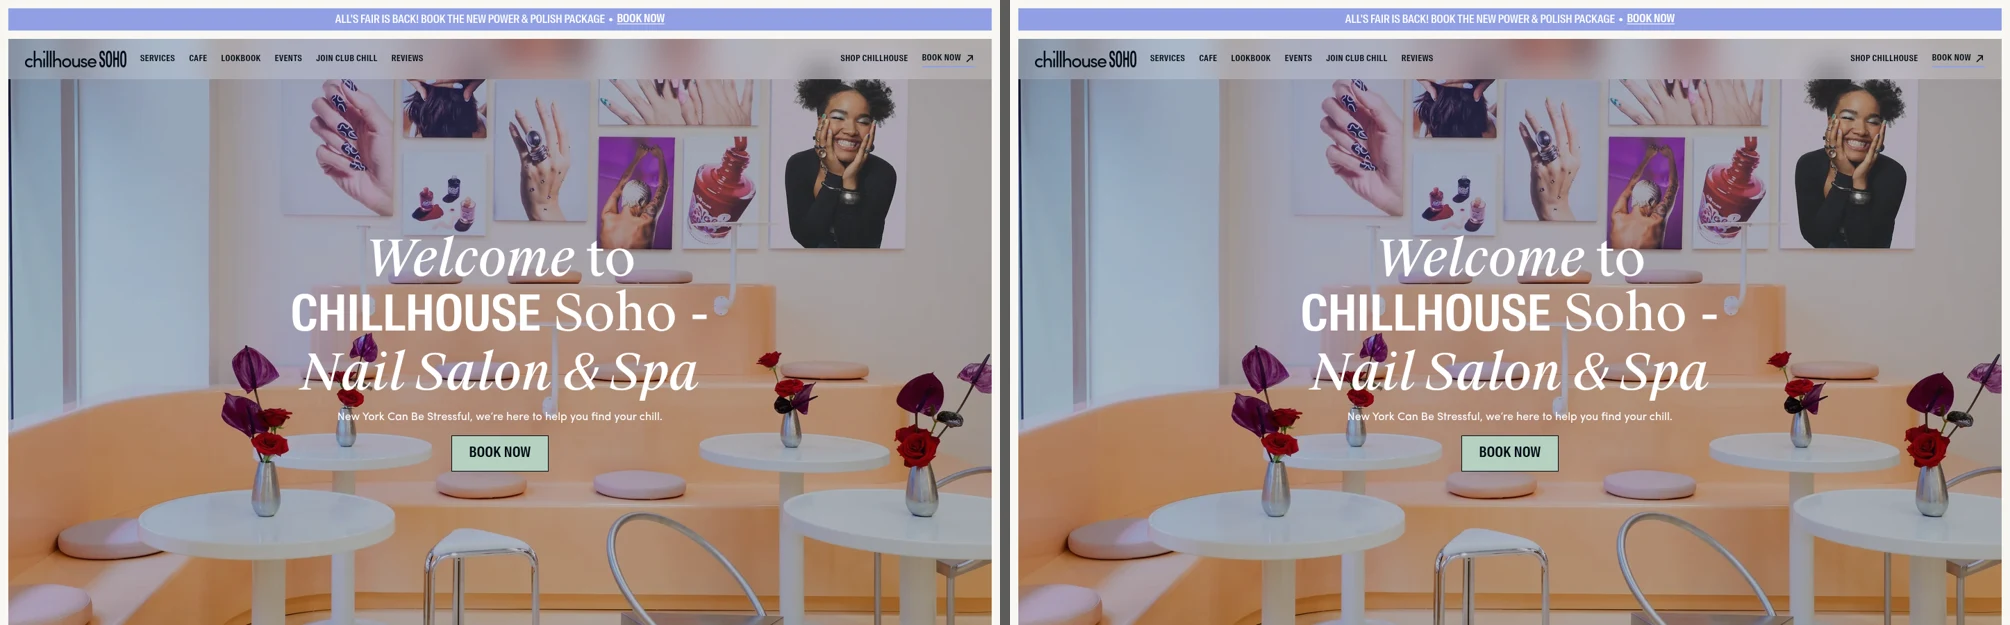 ALL'S FAIR IS BACK! BOOK THE NEW POWER & POLISH PACKAGE • BOOK NOW
chillhouse SOHO SERVICES CAFE LOOKBOOK EVENTS JOIN CLUB CHILL REVIEWS SHOP CHILLHOUSE BOOK NOW
Welcome to
CHILLHOUSE Soho -
Nail Salon & Spa
New York Can Be Stressful, we're here to help you find your chill.
BOOK NOW
ALL'S FAIR IS BACK! BOOK THE NEW POWER & POLISH PACKAGE • BOOK NOW
chillhouse SOHO SERVICES CAFE LOOKBOOK EVENTS JOIN CLUB CHILL REVIEWS SHOP CHILLHOUSE BOOK NOW
Welcome to
CHILLHOUSE Soho -
Nail Salon & Spa
New York Can Be Stressful, we're here to help you find your chill.
BOOK NOW